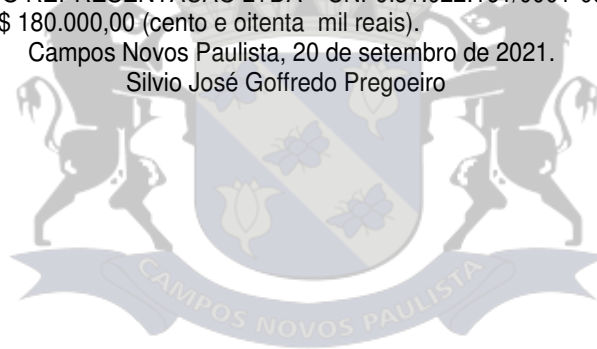 $ 180.000,00 (cento e oitenta mil reais).
Campos Novos Paulista, 20 de setembro de 2021.
Silvio José Goffredo Pregoeiro
CAMPOS NOVOS PAULISTA